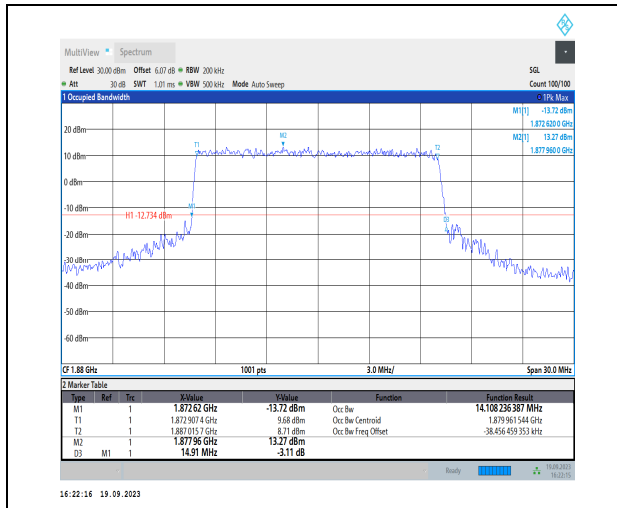 MultiView Spectrum
Ref Level 30.00 dBm Offset 6.07 dB RBW 200 kHz SGL
Att 30 dB SWT 1.01 ms VBW 500 kHz Mode Auto Sweep Count 100/100
1 Occupied Bandwidth 1Pk Max
M1[1] -13.72 dBm
1.872 620 0 GHz
M2[1] 13.27 dBm
1.877 960 0 GHz
20 dBm
M2
T1
T2
10 dBm
0 dBm
-10 dBm
M1
H1 -12.734 dBm
D3
-20 dBm
-30 dBm
-40 dBm
-50 dBm
-60 dBm
CF 1.88 GHz 1001 pts 3.0 MHz/ Span 30.0 MHz
2 Marker Table
Type Ref Trc X-Value Y-Value Function Function Result
M1 1 1.872 62 GHz -13.72 dBm Occ Bw 14.108 236 387 MHz
T1 1 1.872 907 4 GHz 9.68 dBm Occ Bw Centroid 1.879 961 544 GHz
T2 1 1.887 015 7 GHz 8.71 dBm Occ Bw Freq Offset -38.456 459 353 kHz
M2 1 1.877 96 GHz 13.27 dBm
D3 M1 1 14.91 MHz -3.11 dB
Ready 19.09.2023
16:22:15
16:22:16 19.09.2023